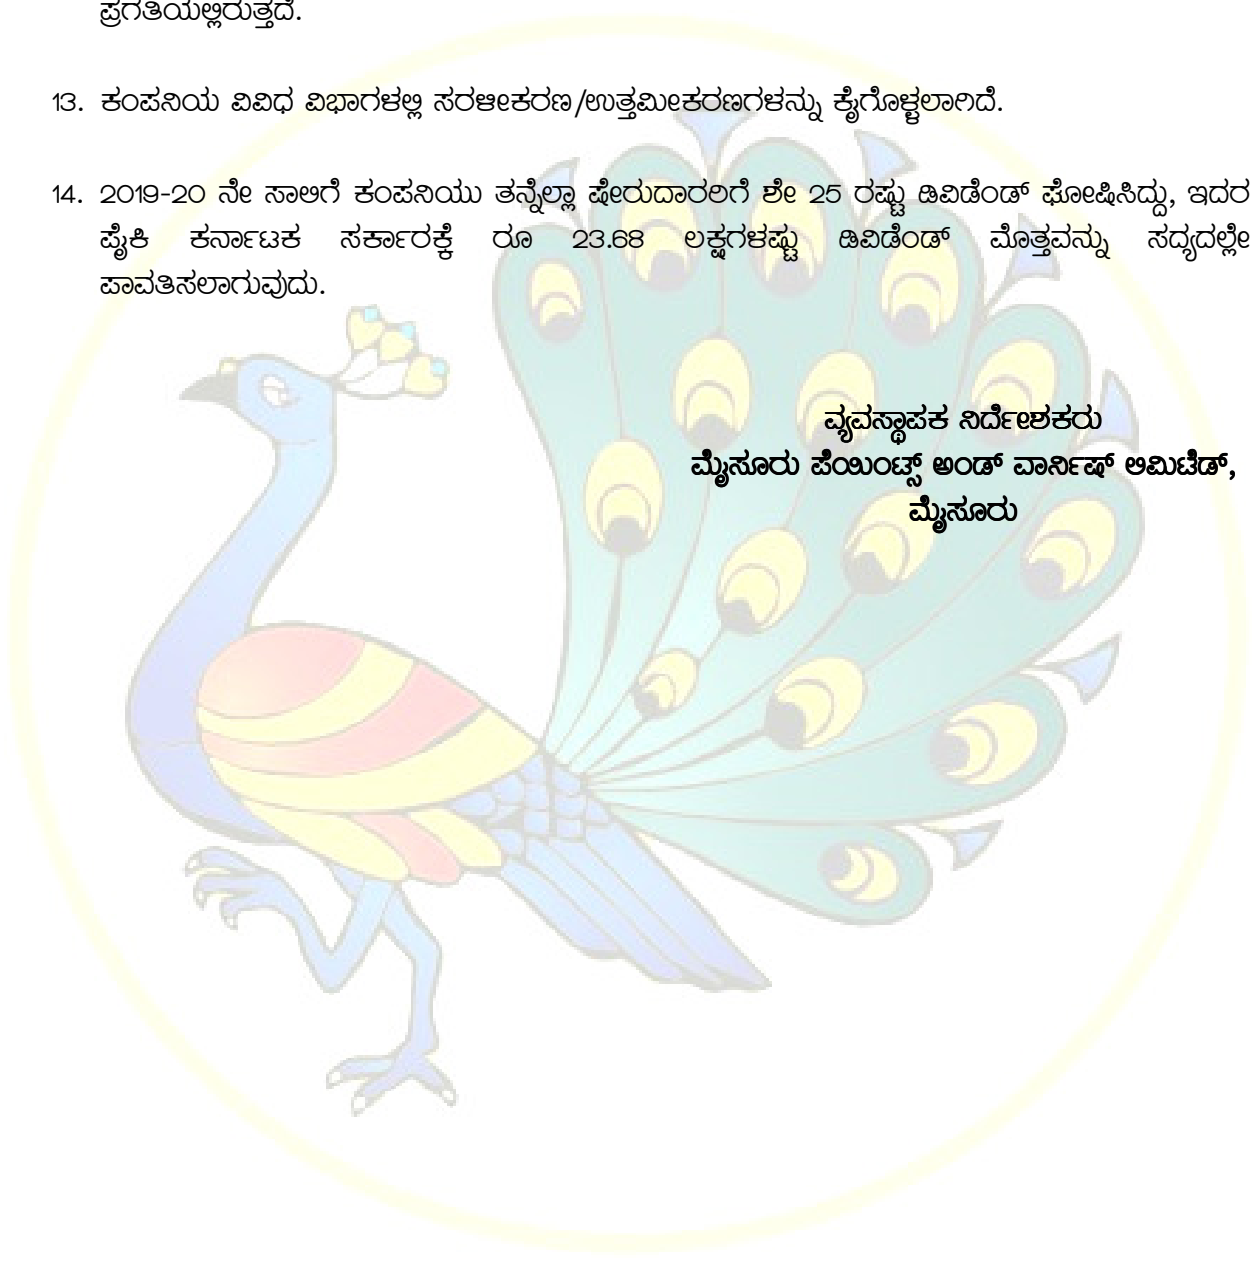 ಪ್ರಗತಿಯಲ್ಲಿರುತ್ತದೆ.
13. ಕಂಪನಿಯ ವಿವಿಧ ವಿಭಾಗಳಲ್ಲಿ ಸರಳೀಕರಣ/ಉತ್ತಮೀಕರಣಗಳನ್ನು ಕೈಗೊಳ್ಳಲಾಗಿದೆ.
14. 2019-20 ನೇ ಸಾಲಿಗೆ ಕಂಪನಿಯು ತನ್ನೆಲ್ಲಾ ಷೇರುದಾರರಿಗೆ ಶೇ 25 ರಷ್ಟು ಡಿವಿಡೆಂಡ್ ಘೋಷಿಸಿದ್ದು, ಇದರ
ಪೈಕಿ ಕರ್ನಾಟಕ ಸರ್ಕಾರಕ್ಕೆ ರೂ 23.68 ಲಕ್ಷಗಳಷ್ಟು ಡಿವಿಡೆಂಡ್ ಮೊತ್ತವನ್ನು ಸದ್ಯದಲ್ಲೇ
ಪಾವತಿಸಲಾಗುವುದು.
ವ್ಯವಸ್ಥಾಪಕ ನಿರ್ದೇಶಕರು
ಮೈಸೂರು ಪೆಯಿಂಟ್ಸ್ ಅಂಡ್ ವಾರ್ನಿಷ್ ಲಿಮಿಟೆಡ್,
ಮೈಸೂರು